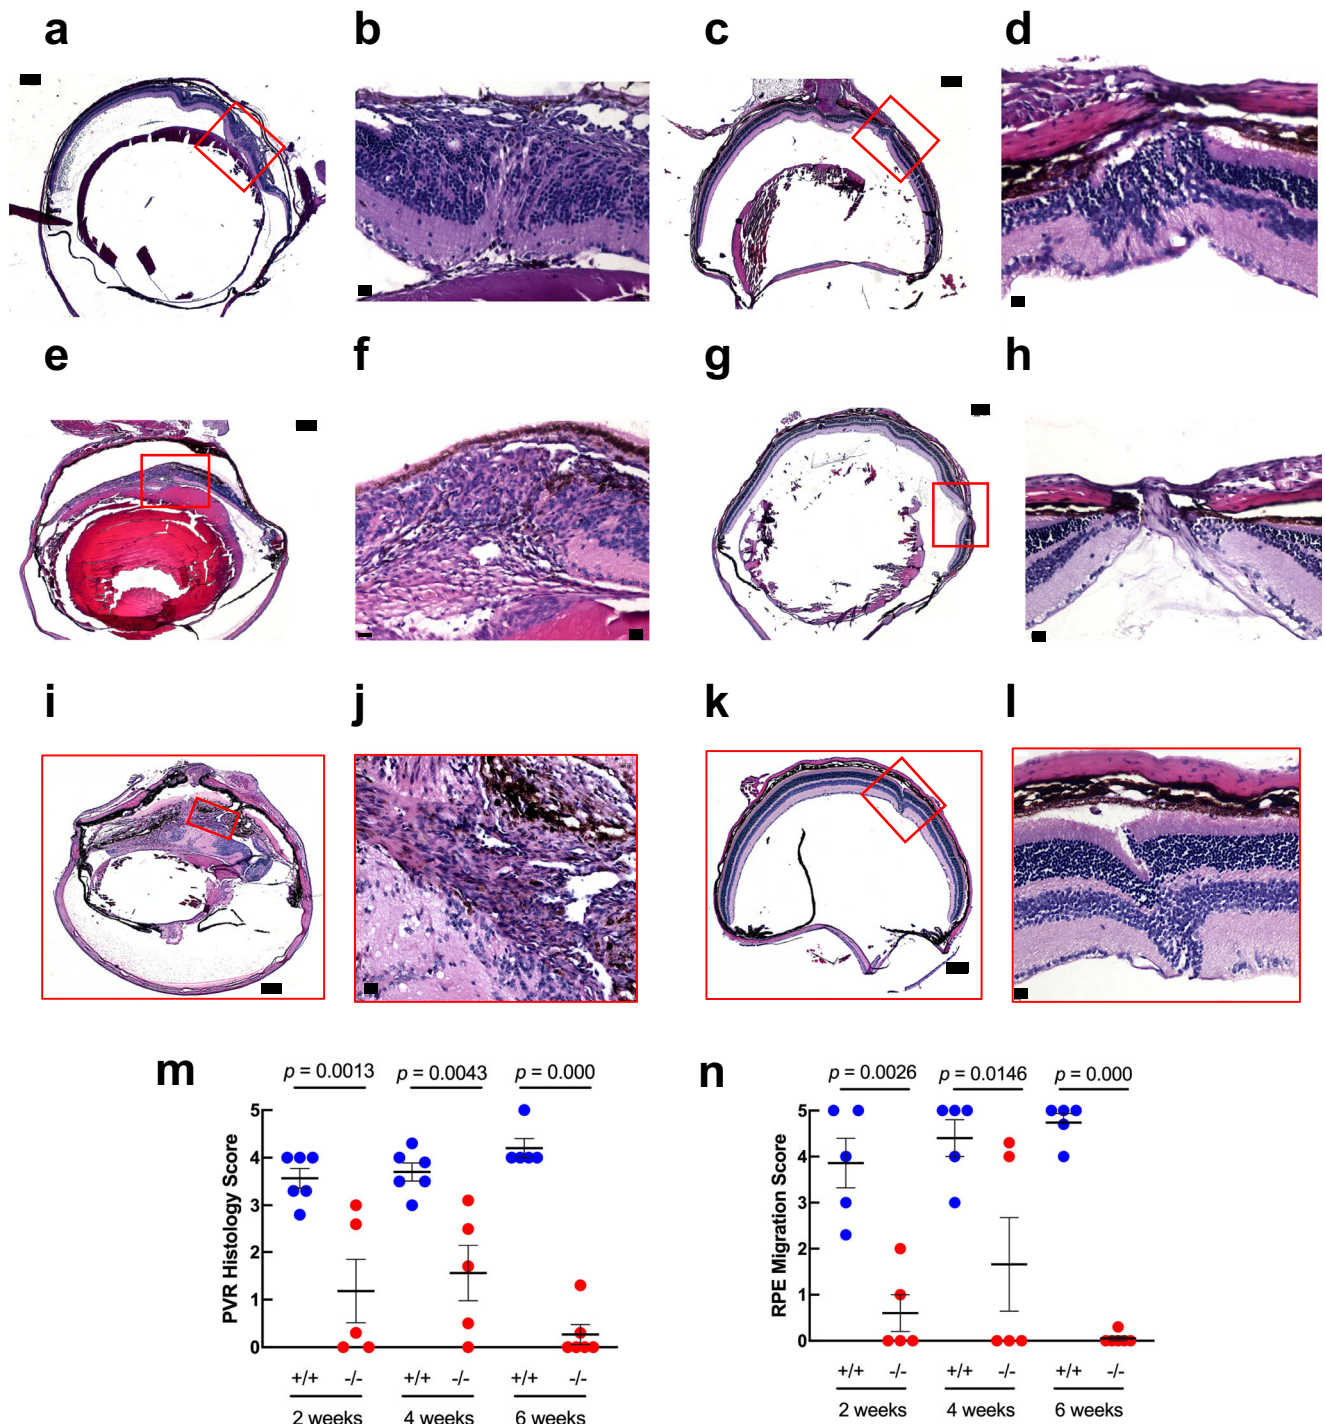 a b c d
e f g h
i j k l
m
p = 0.0013 p = 0.0043 p = 0.000
PVR Histology Score
5
4
3
2
1
0
+/+ -/- +/+ -/- +/+ -/-
2 weeks 4 weeks 6 weeks
n
p = 0.0026 p = 0.0146 p = 0.000
RPE Migration Score
5
4
3
2
1
0
+/+ -/- +/+ -/- +/+ -/-
2 weeks 4 weeks 6 weeks